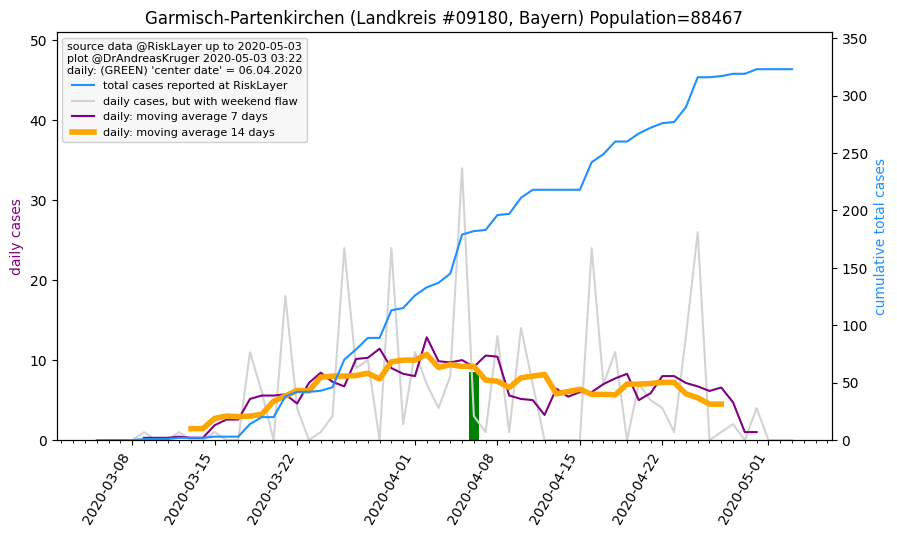 Garmisch-Partenkirchen (Landkreis #09180, Bayern) Population=88467
source data @RiskLayer up to 2020-05-03
plot @DrAndreasKruger 2020-05-03 03:22
daily: (GREEN) 'center date' = 06.04.2020
total cases reported at RiskLayer
daily cases, but with weekend flaw
daily: moving average 7 days
daily: moving average 14 days
daily cases
50
40
30
20
10
0
cumulative total cases
350
300
250
200
150
100
50
0
2020-03-08
2020-03-15
2020-03-22
2020-04-01
2020-04-08
2020-04-15
2020-04-22
2020-05-01